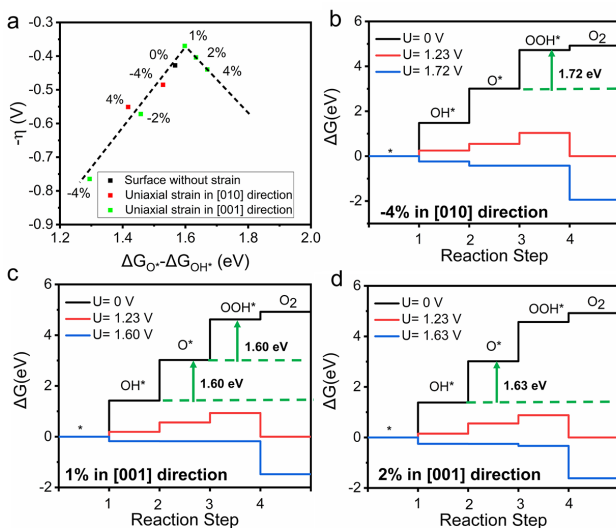 a
-0.3
-0.4
-0.5
-0.6
-0.7
-0.8
-0.9
-η (V)
1%
0%
2%
-4%
4%
4%
-2%
-4%
Surface without strain
Uniaxial strain in [010] direction
Uniaxial strain in [001] direction
1.2 1.4 1.6 1.8 2.0
ΔG_O*-ΔG_OH* (eV)
b
6
4
2
0
-2
ΔG(eV)
U= 0 V
U= 1.23 V
U= 1.72 V
*
OH*
O*
OOH*
O2
1.72 eV
-4% in [010] direction
1 2 3 4
Reaction Step
c
6
4
2
0
-2
ΔG(eV)
U= 0 V
U= 1.23 V
U= 1.60 V
*
OH*
O*
OOH*
O2
1.60 eV
1.60 eV
1% in [001] direction
1 2 3 4
Reaction Step
d
6
4
2
0
-2
ΔG(eV)
U= 0 V
U= 1.23 V
U= 1.63 V
*
OH*
O*
OOH*
O2
1.63 eV
2% in [001] direction
1 2 3 4
Reaction Step